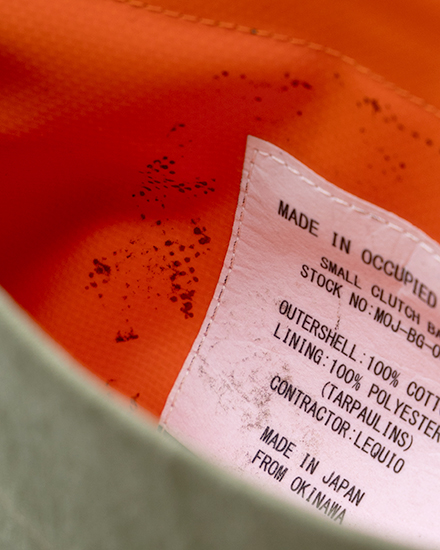 MADE IN OCCUPIED
SMALL CLUTCH BA
STOCK NO:MOJ-BG-0
OUTERSHELL:100% COTT
LINING:100% POLYESTER
(TARPAULINS)
CONTRACTOR:LEQUIO
MADE IN JAPAN
FROM OKINAWA